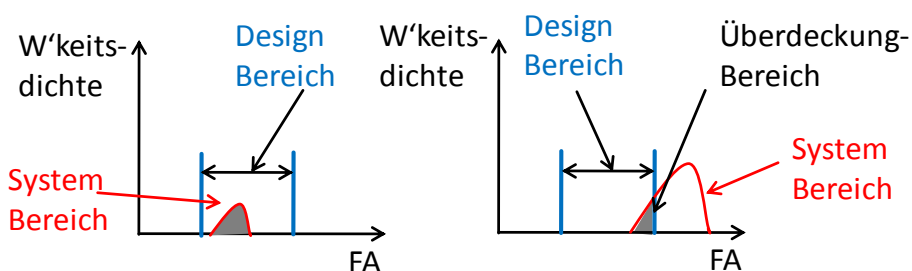 W'keits-
dichte
Design
Bereich
System
Bereich
FA
W'keits-
dichte
Design
Bereich
Überdeckung-
Bereich
System
Bereich
FA